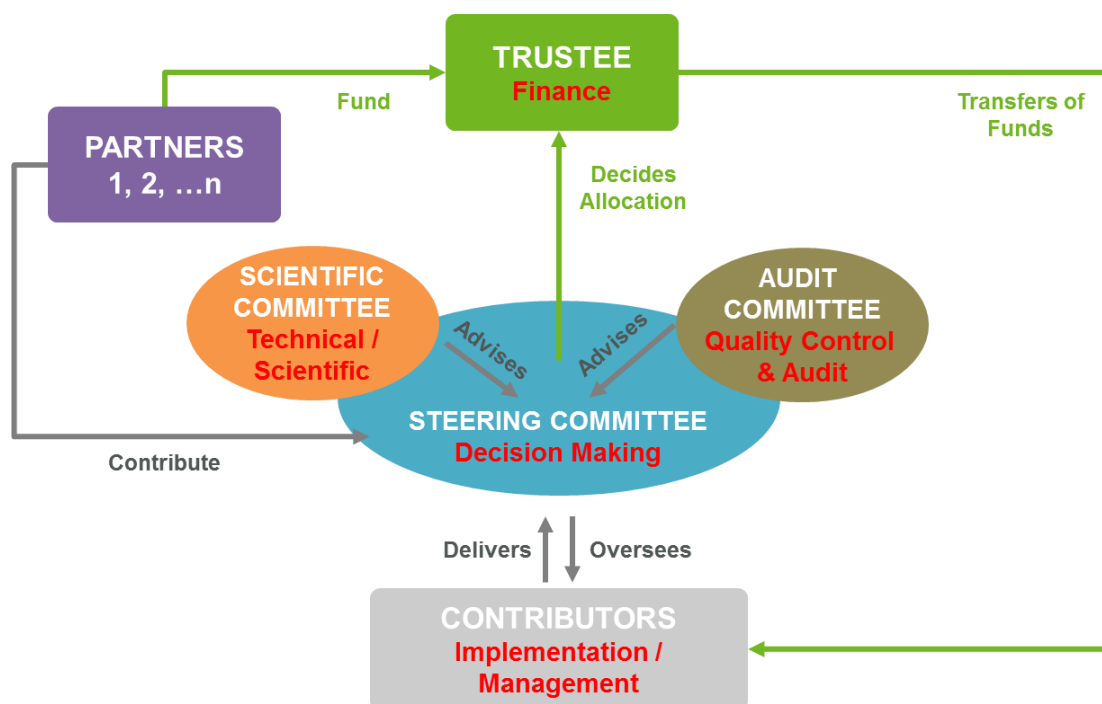 TRUSTEE
Finance
Fund
Transfers of
Funds
PARTNERS
1, 2, …n
Decides
Allocation
SCIENTIFIC
COMMITTEE
Technical /
Scientific
AUDIT
COMMITTEE
Quality Control
& Audit
Advises
Advises
STEERING COMMITTEE
Decision Making
Contribute
Delivers
Oversees
CONTRIBUTORS
Implementation /
Management